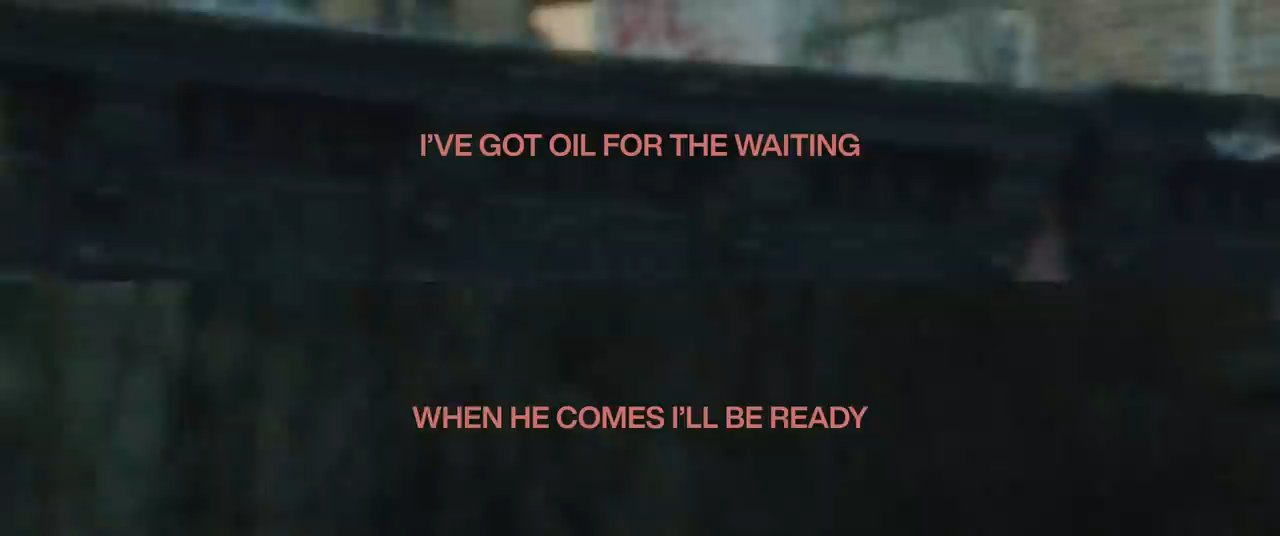 I’VE GOT OIL FOR THE WAITING
WHEN HE COMES I’LL BE READY